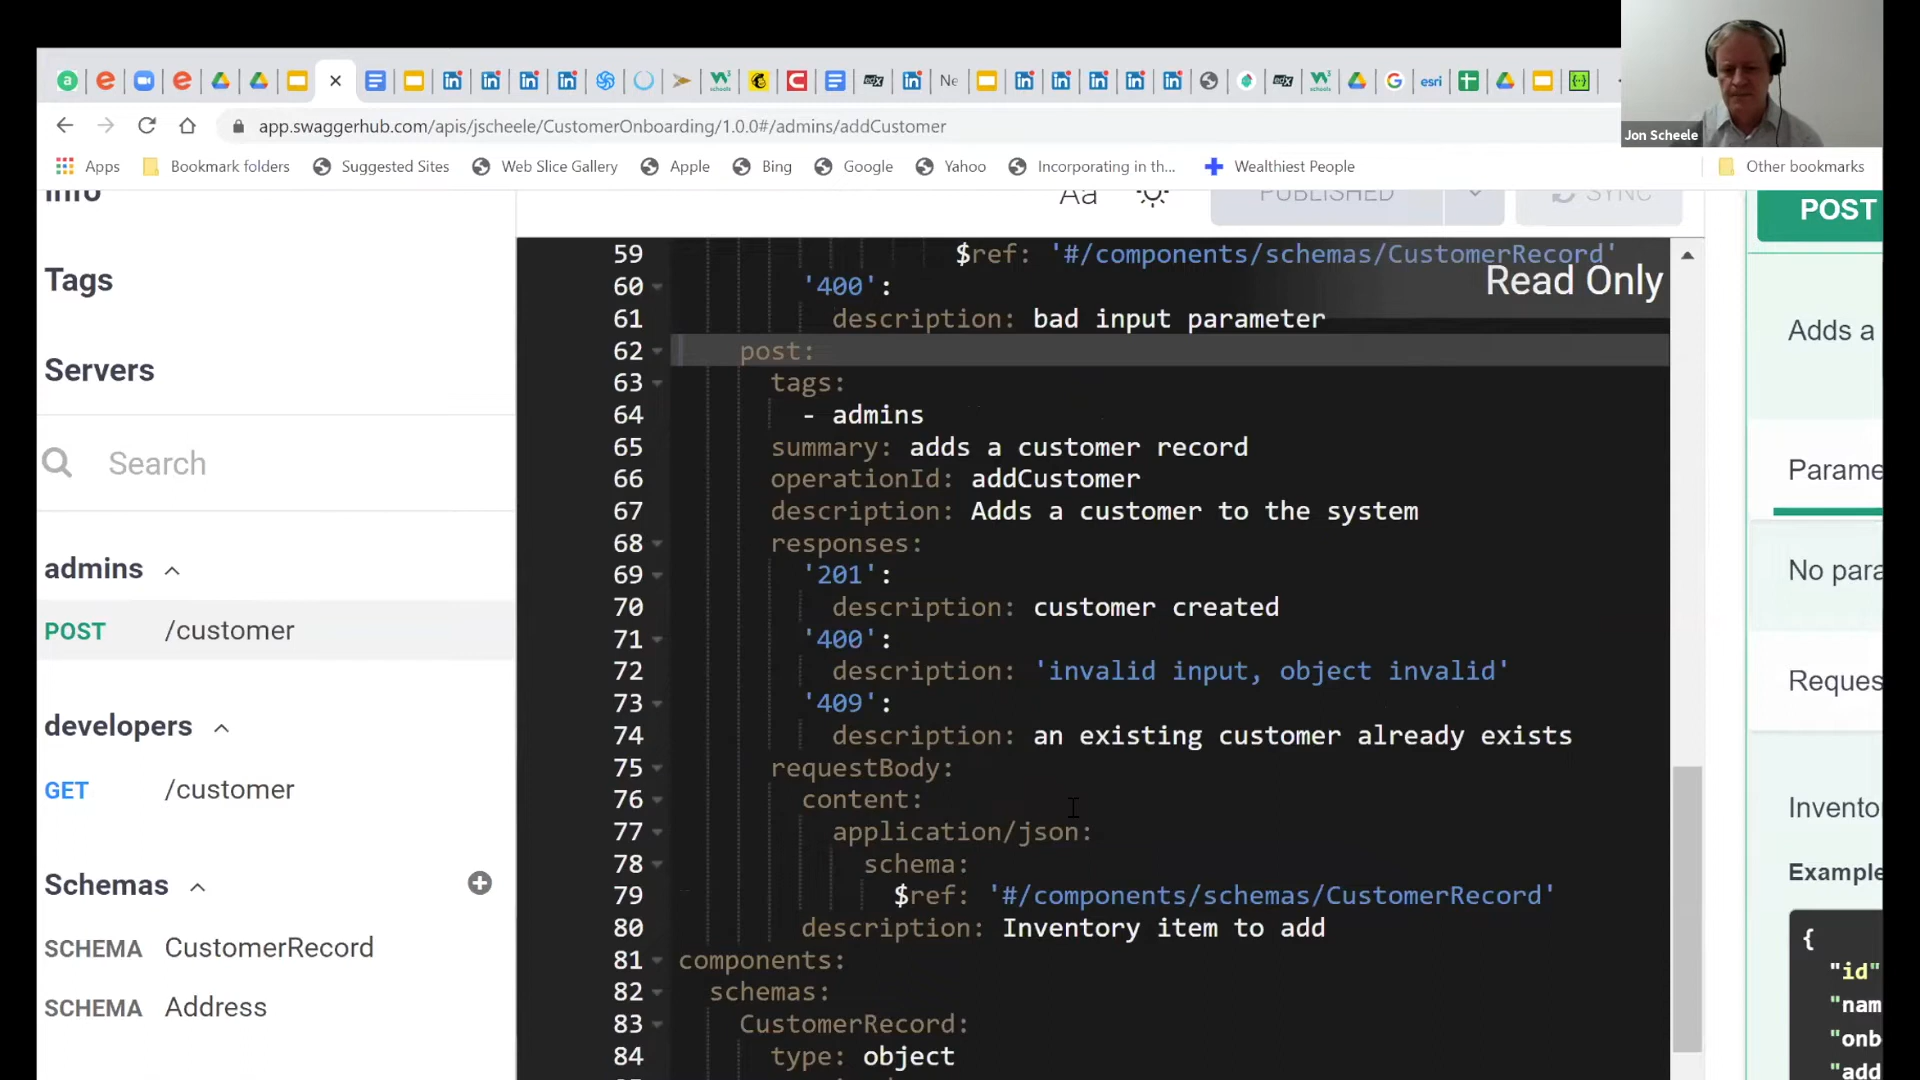 Jon Scheele
a
Ne
esri
app.swaggerhub.com/apis/jscheele/CustomerOnboarding/1.0.0#/admins/addCustomer
Apps
Bookmark folders
Suggested Sites
Web Slice Gallery
Apple
Bing
Google
Yahoo
Incorporating in th...
Wealthiest People
Other bookmarks
Info
Tags
Servers
Search
admins
POST /customer
developers
GET /customer
Schemas
SCHEMA CustomerRecord
SCHEMA Address
Aa
PUBLISHED
SYNC
Read Only
59 $ref: '#/components/schemas/CustomerRecord'
60 '400':
61 description: bad input parameter
62 post:
63 tags:
64 - admins
65 summary: adds a customer record
66 operationId: addCustomer
67 description: Adds a customer to the system
68 responses:
69 '201':
70 description: customer created
71 '400':
72 description: 'invalid input, object invalid'
73 '409':
74 description: an existing customer already exists
75 requestBody:
76 content:
77 application/json:
78 schema:
79 $ref: '#/components/schemas/CustomerRecord'
80 description: Inventory item to add
81 components:
82 schemas:
83 CustomerRecord:
84 type: object
POST
Adds a
Parame
No para
Reques
Invento
Example
{
"id"
"nam
"onb
"add